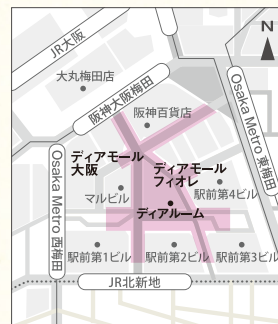 JR大阪
N
大丸梅田店
阪神大阪梅田
阪神百貨店
Osaka Metro 東梅田
ディアモール
大阪
ディアモール
フィオレ
Osaka Metro 西梅田
マルビル
駅前第4ビル
ディアルーム
駅前第1ビル
駅前第2ビル
駅前第3ビル
JR北新地